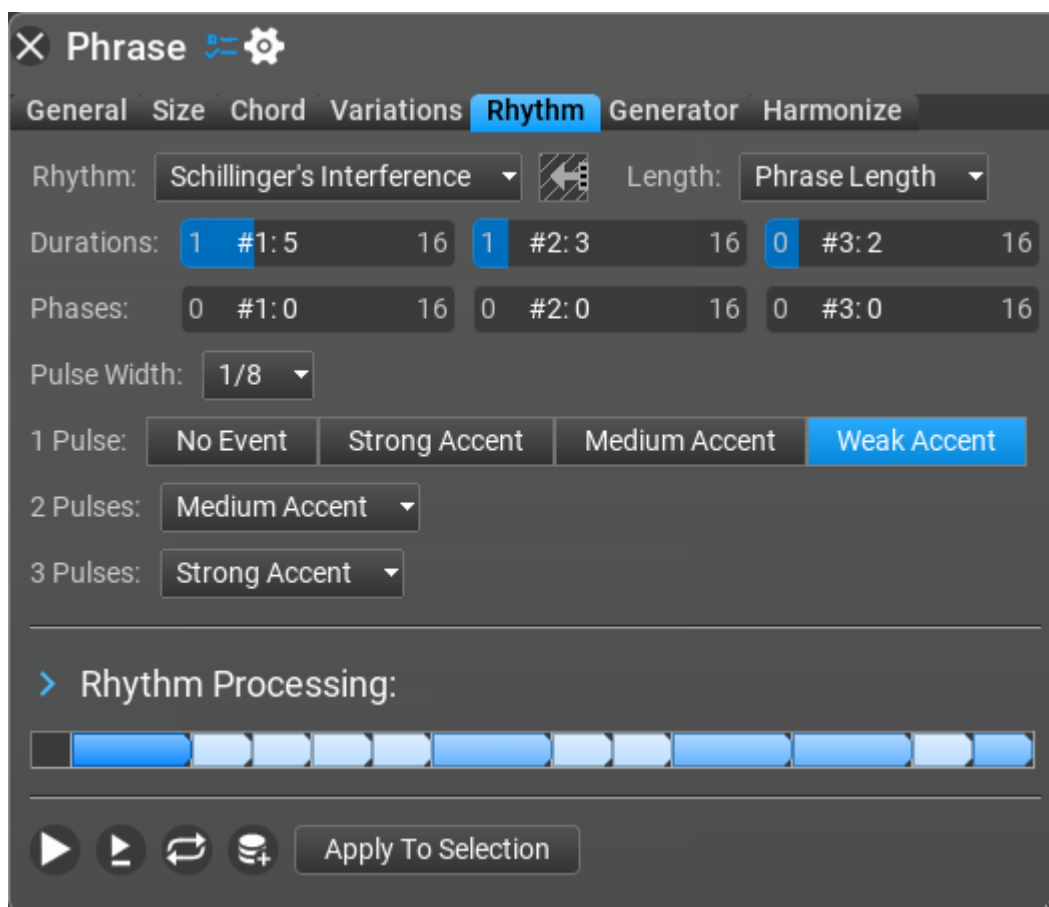 Phrase
General Size Chord Variations Rhythm Generator Harmonize
Rhythm: Schillinger's Interference Length: Phrase Length
Durations: 1 #1: 5 16 1 #2: 3 16 0 #3: 2 16
Phases: 0 #1: 0 16 0 #2: 0 16 0 #3: 0 16
Pulse Width: 1/8
1 Pulse: No Event Strong Accent Medium Accent Weak Accent
2 Pulses: Medium Accent
3 Pulses: Strong Accent
Rhythm Processing:
Apply To Selection